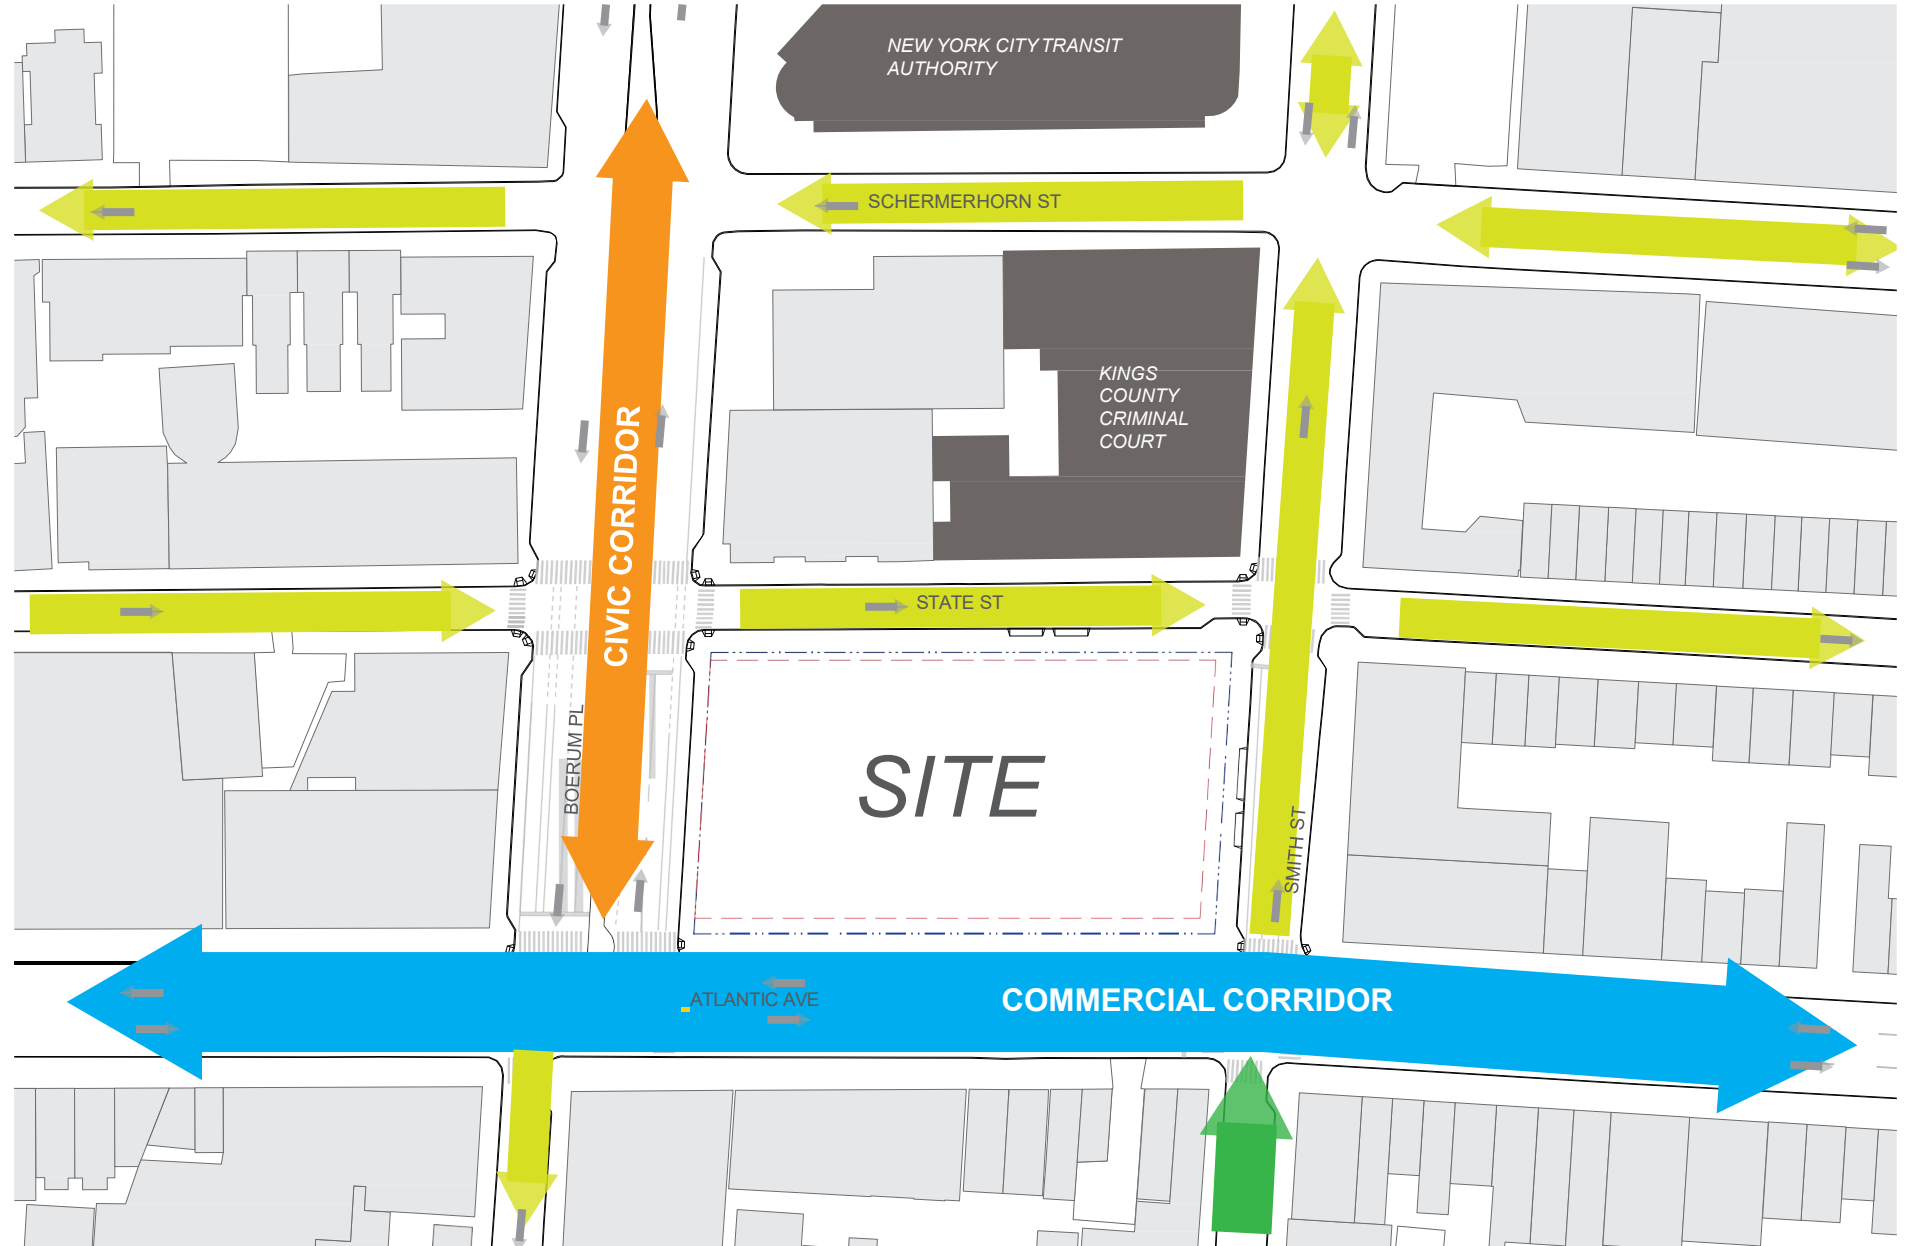 NEW YORK CITY TRANSIT
AUTHORITY
SCHERMERHORN ST
KINGS
COUNTY
CRIMINAL
COURT
CIVIC CORRIDOR
STATE ST
BOERUM PL
SITE
SMITH ST
ATLANTIC AVE
COMMERCIAL CORRIDOR